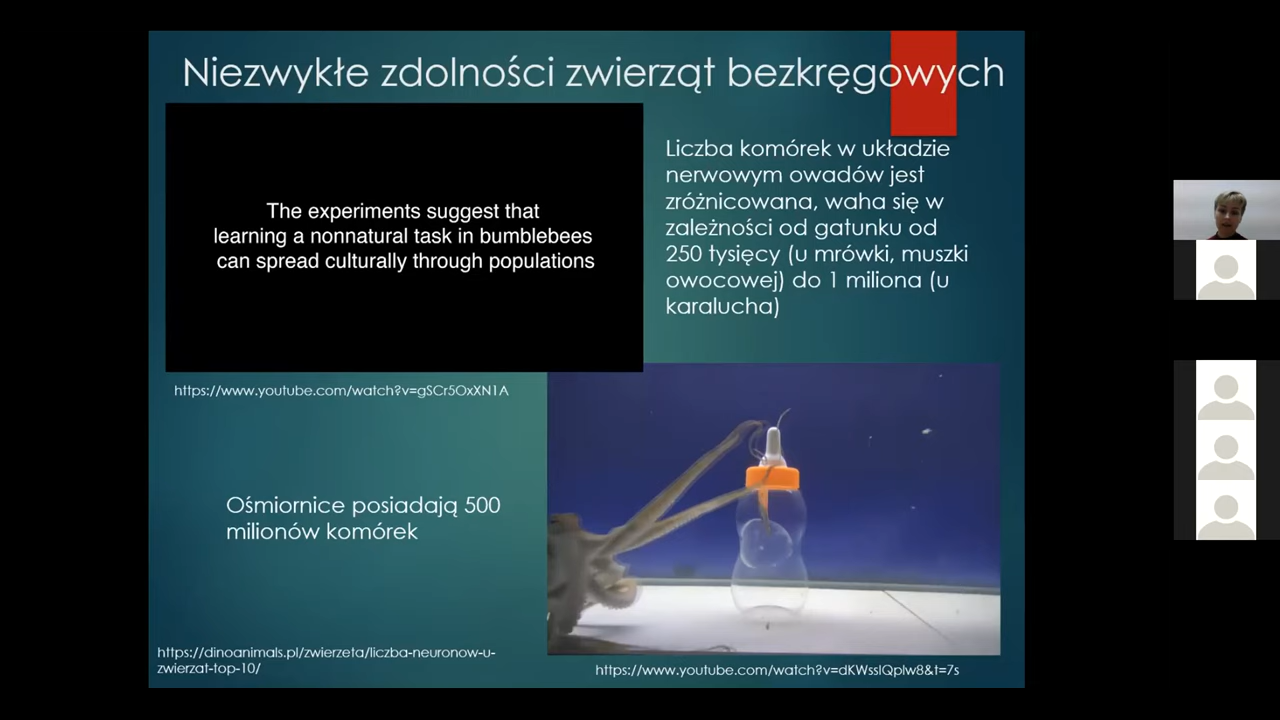 Niezwykłe zdolności zwierząt bezkręgowych
The experiments suggest that
learning a nonnatural task in bumblebees
can spread culturally through populations
https://www.youtube.com/watch?v=gSCr5OxXN1A
Liczba komórek w układzie
nerwowym owadów jest
zróżnicowana, waha się w
zależności od gatunku od
250 tysięcy (u mrówki, muszki
owocowej) do 1 miliona (u
karalucha)
Ośmiornice posiadają 500
milionów komórek
https://dinoanimals.pl/zwierzeta/liczba-neuronow-u-
zwierzat-top-10/
https://www.youtube.com/watch?v=dKWsslQplw8&t=7s